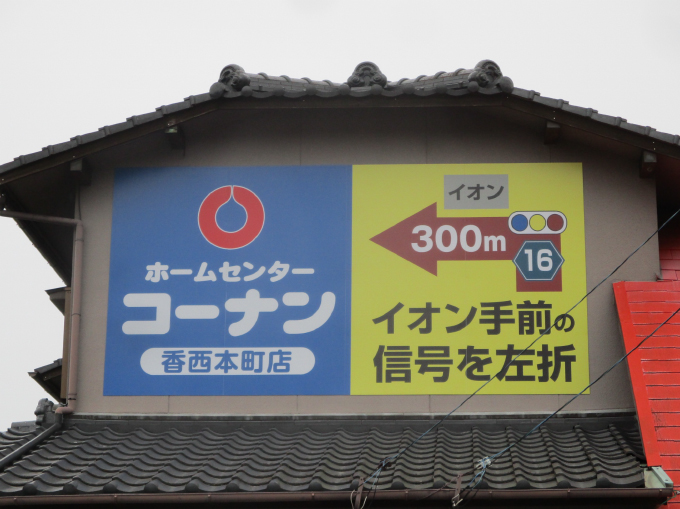 ホームセンター
コーナン
香西本町店
イオン
300m
16
イオン手前の
信号を左折